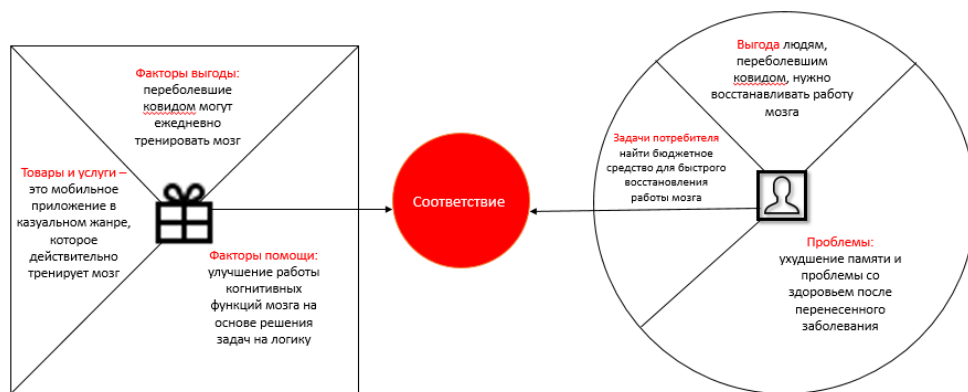 Факторы выгоды:
переболевшие
ковидом могут
ежедневно
тренировать мозг
Товары и услуги –
это мобильное
приложение в
казуальном жанре,
которое
действительно
тренирует мозг
Факторы помощи:
улучшение работы
когнитивных
функций мозга на
основе решения
задач на логику
Соответствие
Выгода людям,
переболевшим
ковидом, нужно
восстанавливать работу
мозга
Задачи потребителя
найти бюджетное
средство для быстрого
восстановления
работы мозга
Проблемы:
ухудшение памяти и
проблемы со
здоровьем после
перенесенного
заболевания